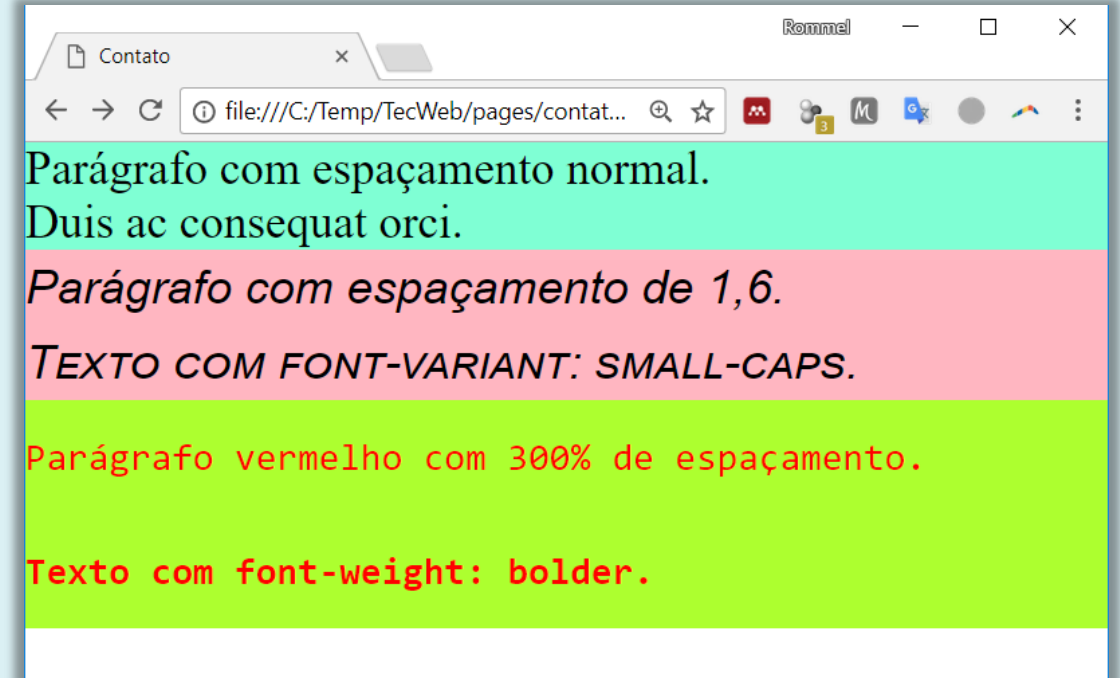 Rommel
Contato
file:///C:/Temp/TecWeb/pages/contat...
3
Parágrafo com espaçamento normal.
Duis ac consequat orci.
Parágrafo com espaçamento de 1,6.
TEXTO COM FONT-VARIANT: SMALL-CAPS.
Parágrafo vermelho com 300% de espaçamento.
Texto com font-weight: bolder.